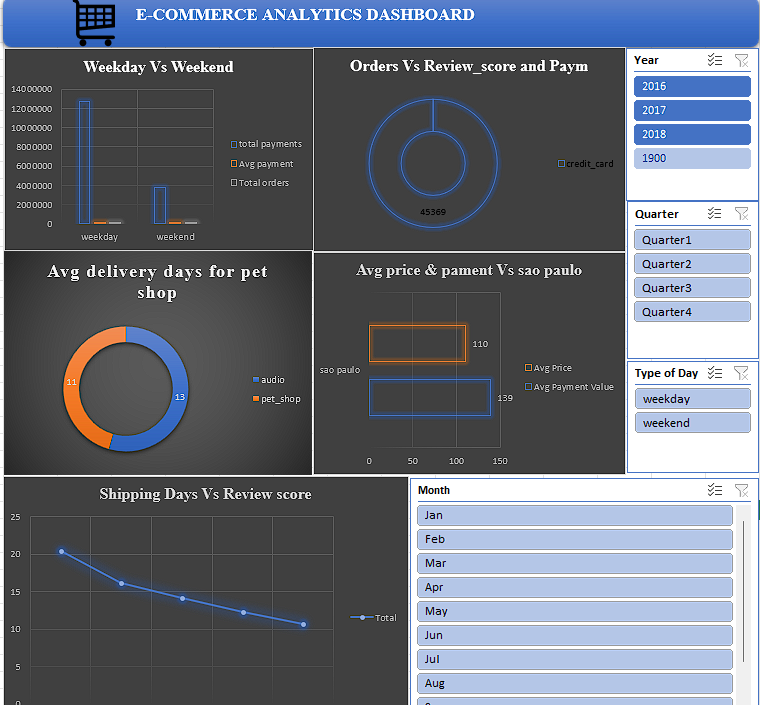 E-COMMERCE ANALYTICS DASHBOARD
Weekday Vs Weekend
14000000
12000000
10000000
8000000
6000000
4000000
2000000
0
weekday
weekend
total payments
Avg payment
Total orders
Orders Vs Review_score and Paym
45369
credit_card
Year
2016
2017
2018
1900
Quarter
Quarter1
Quarter2
Quarter3
Quarter4
Avg delivery days for pet
shop
11
13
audio
pet_shop
Avg price & pament Vs sao paulo
sao paulo
110
139
0
50
100
150
Avg Price
Avg Payment Value
Type of Day
weekday
weekend
Shipping Days Vs Review score
25
20
15
10
5
0
Total
Month
Jan
Feb
Mar
Apr
May
Jun
Jul
Aug